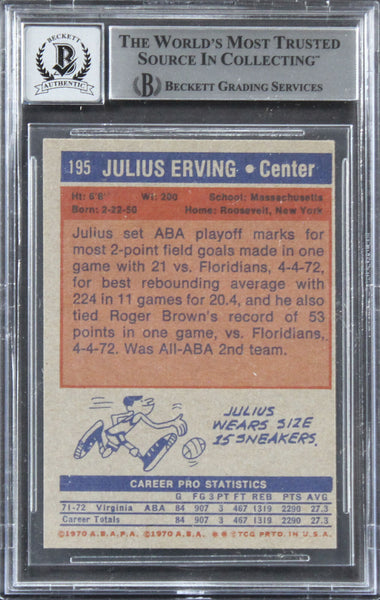 BECKETT
AUTHENTIC
THE WORLD'S MOST TRUSTED
SOURCE IN COLLECTING™
B BECKETT GRADING SERVICES
195 JULIUS ERVING • Center
Ht: 6'6" Wt: 200 School: Massachusetts
Born: 2-22-50 Home: Roosevelt, New York
Julius set ABA playoff marks for
most 2-point field goals made in one
game with 21 vs. Floridians, 4-4-72,
for best rebounding average with
224 in 11 games for 20.4, and he also
tied Roger Brown's record of 53
points in one game, vs. Floridians,
4-4-72. Was All-ABA 2nd team.
JULIUS
WEARS SIZE
15 SNEAKERS.
CAREER PRO STATISTICS
G FG 3PT FT REB PTS AVG
71-72 Virginia ABA 84 907 3 467 1319 2290 27.3
Career Totals 84 907 3 467 1319 2290 27.3
©1970 A.B.A.P.A. ©1970 A.B.A. ✱ ✱ ©TCG PRTD. IN U.S.A.